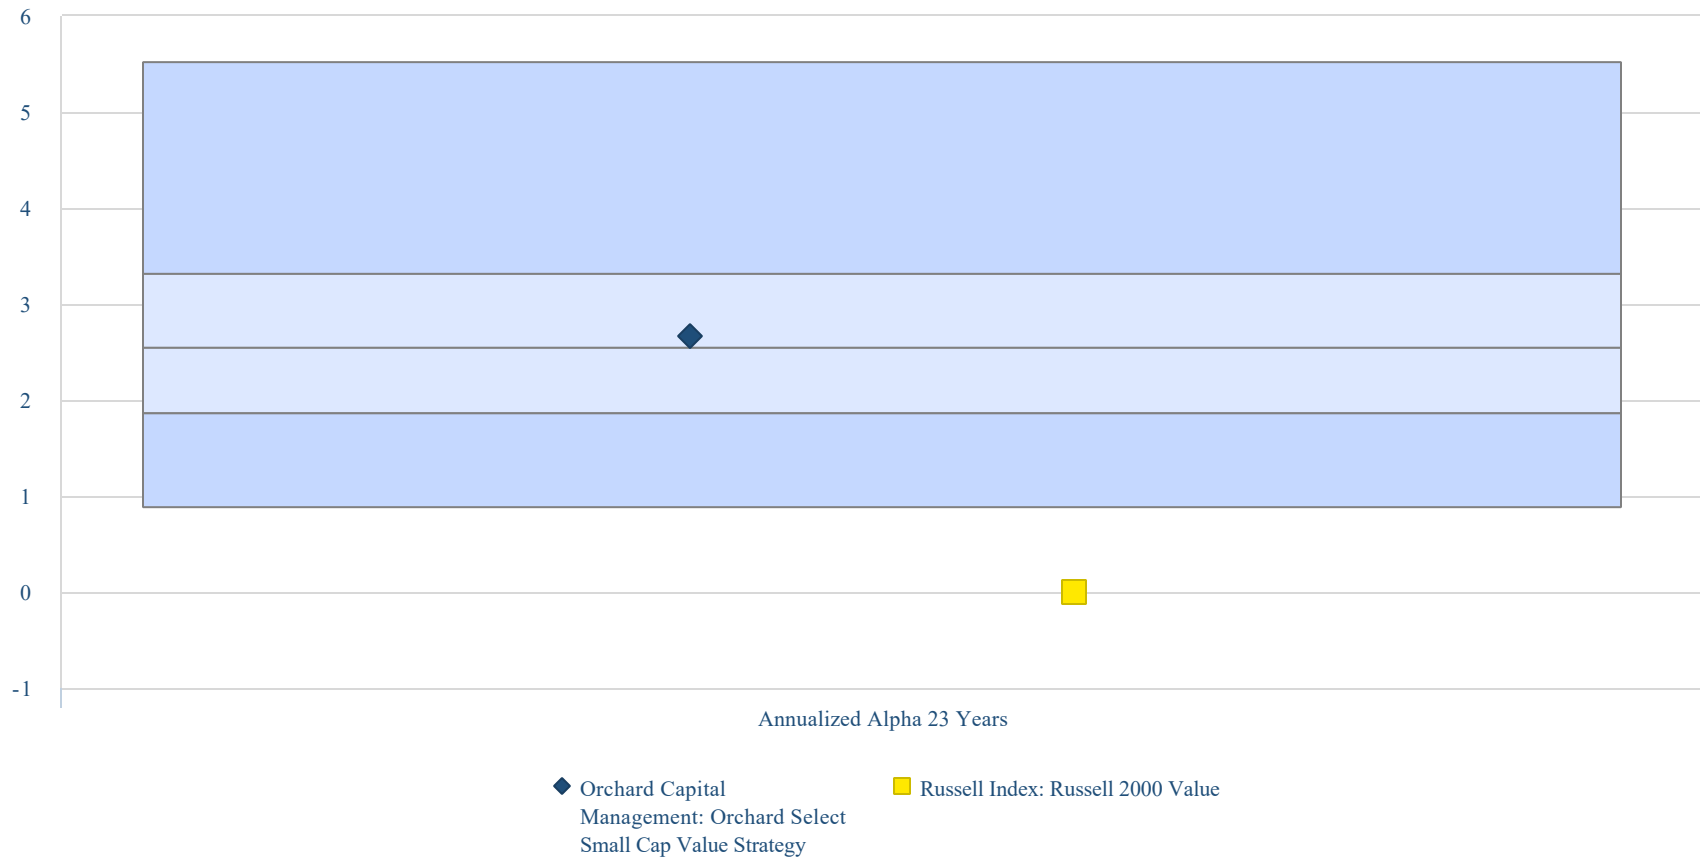 6
5
4
3
2
1
0
-1
Annualized Alpha 23 Years
Orchard Capital
Management: Orchard Select
Small Cap Value Strategy
Russell Index: Russell 2000 Value